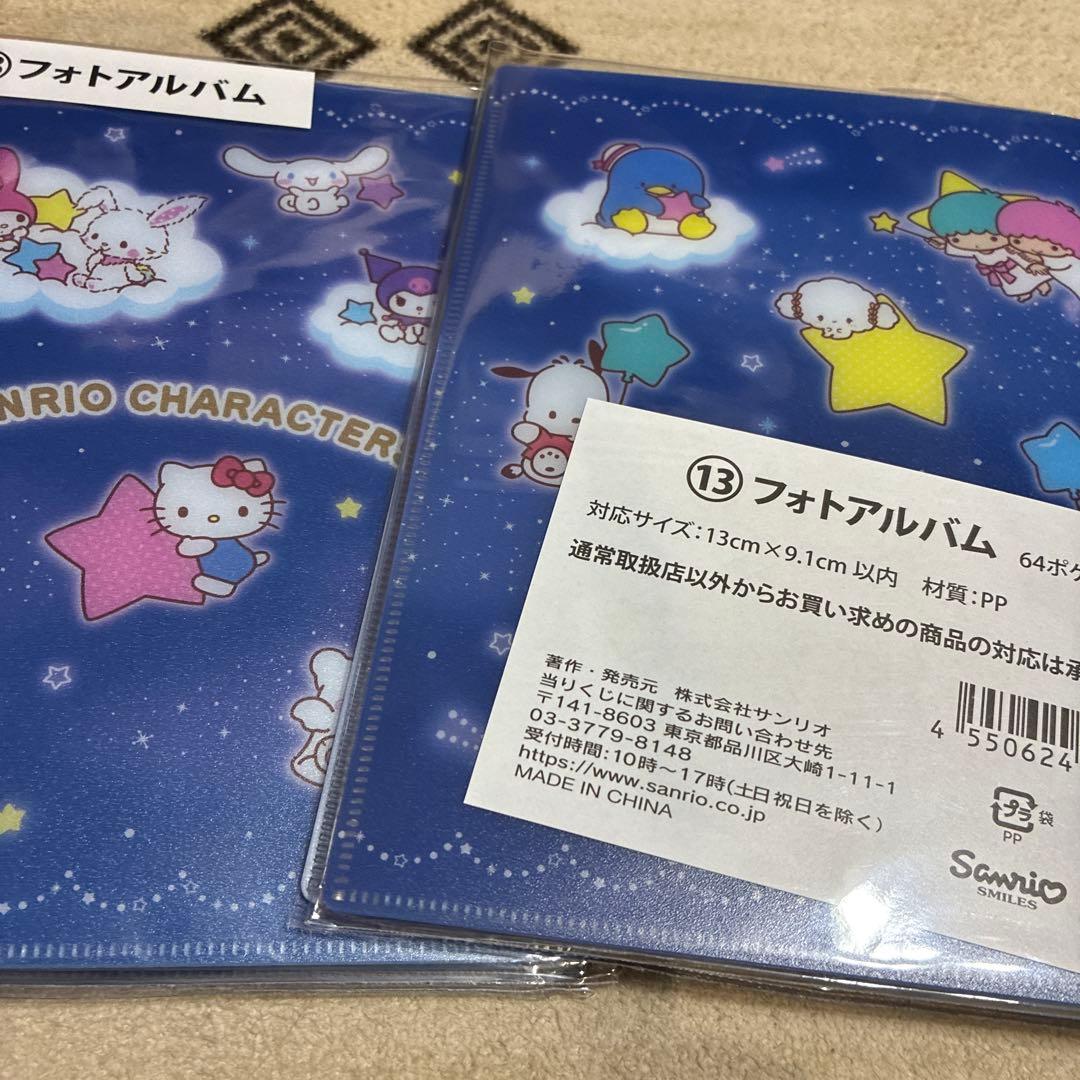 フォトアルバム
NRIO CHARACTERS
⑬ フォトアルバム 64ポケ
対応サイズ:13cm×9.1cm 以内 材質:PP
通常取扱店以外からお買い求めの商品の対応は承
著作・発売元 株式会社サンリオ
当りくじに関するお問い合わせ先
〒141-8603 東京都品川区大崎1-11-1
03-3779-8148
受付時間:10時～17時(土日祝日を除く)
https://www.sanrio.co.jp
MADE IN CHINA
4 550624
プラ 袋
PP
Sanrio
SMILES